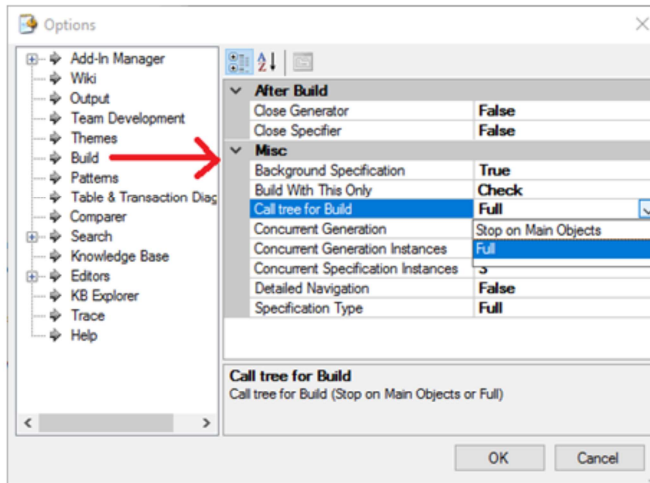 Options
Add-In Manager
Wiki
Output
Team Development
Themes
Build
Patterns
Table & Transaction Diag
Comparer
Search
Knowledge Base
Editors
KB Explorer
Trace
Help
After Build
Close Generator False
Close Specifier False
Misc
Background Specification True
Build With This Only Check
Call tree for Build Full
Concurrent Generation Stop on Main Objects
Concurrent Generation Instances Full
Concurrent Specification Instances
Detailed Navigation False
Specification Type Full
Call tree for Build
Call tree for Build (Stop on Main Objects or Full)
OK Cancel